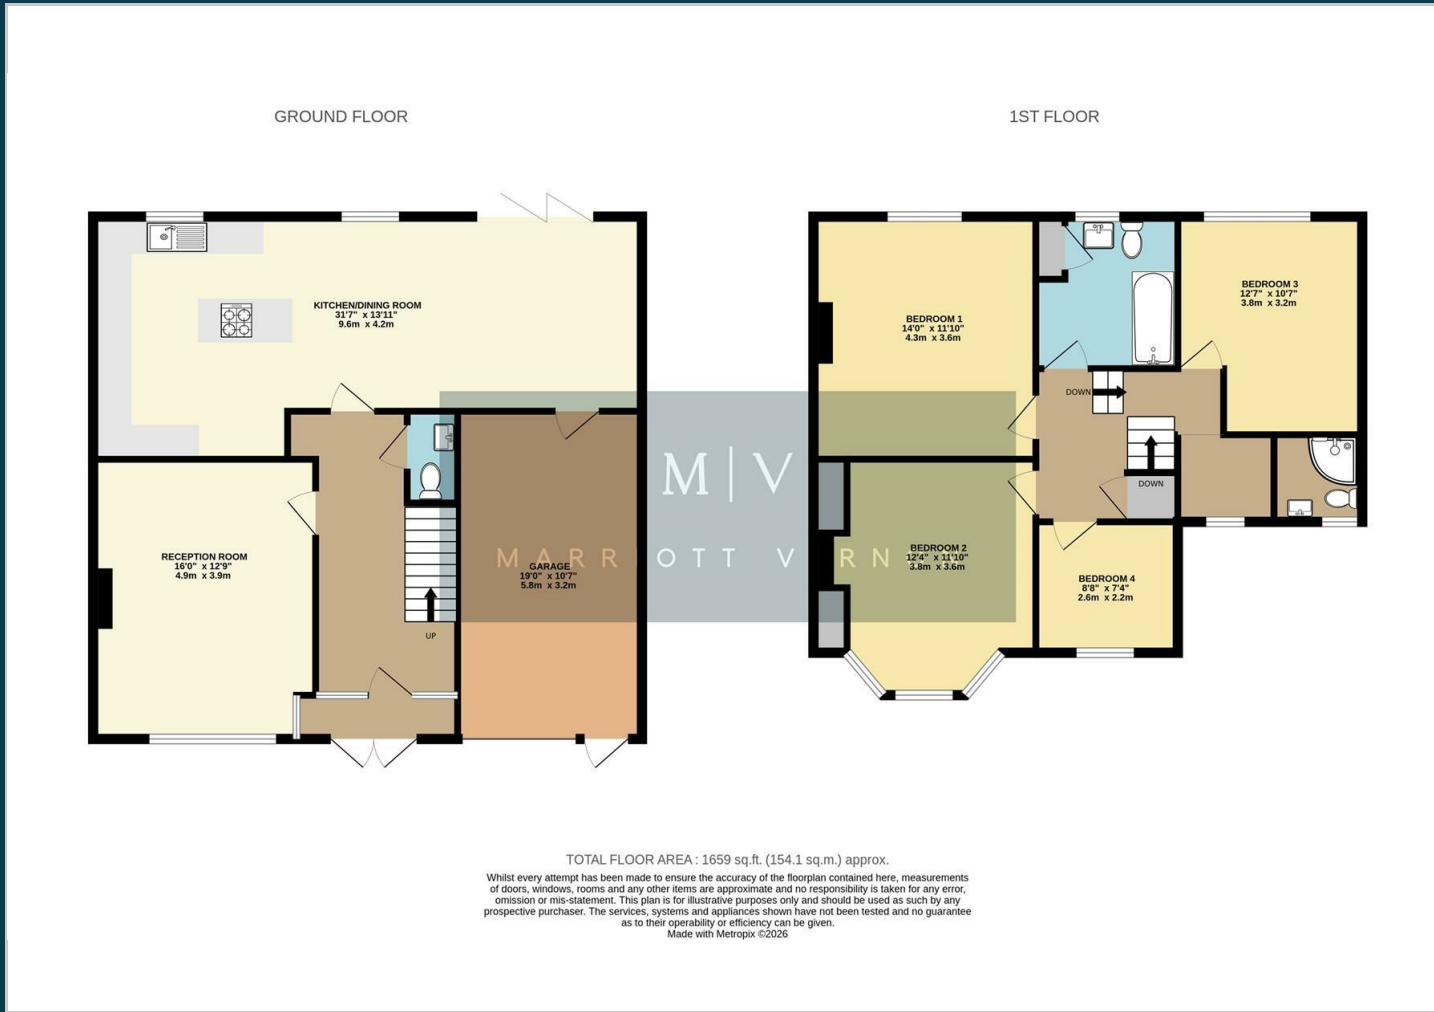 GROUND FLOOR
1ST FLOOR
KITCHEN/DINING ROOM
31'7" x 13'11"
9.6m x 4.2m
RECEPTION ROOM
16'0" x 12'9"
4.9m x 3.9m
UP
GARAGE
19'0" x 10'7"
5.8m x 3.2m
BEDROOM 1
14'0" x 11'10"
4.3m x 3.6m
BEDROOM 3
12'7" x 10'7"
3.8m x 3.2m
DOWN
DOWN
BEDROOM 2
12'4" x 11'10"
3.8m x 3.6m
BEDROOM 4
8'8" x 7'4"
2.6m x 2.2m
M|V
TOTAL FLOOR AREA : 1659 sq.ft. (154.1 sq.m.) approx.
Whilst every attempt has been made to ensure the accuracy of the floorplan contained here, measurements
of doors, windows, rooms and any other items are approximate and no responsibility is taken for any error,
omission or mis-statement. This plan is for illustrative purposes only and should be used as such by any
prospective purchaser. The services, systems and appliances shown have not been tested and no guarantee
as to their operability or efficiency can be given.
Made with Metropix ©2026